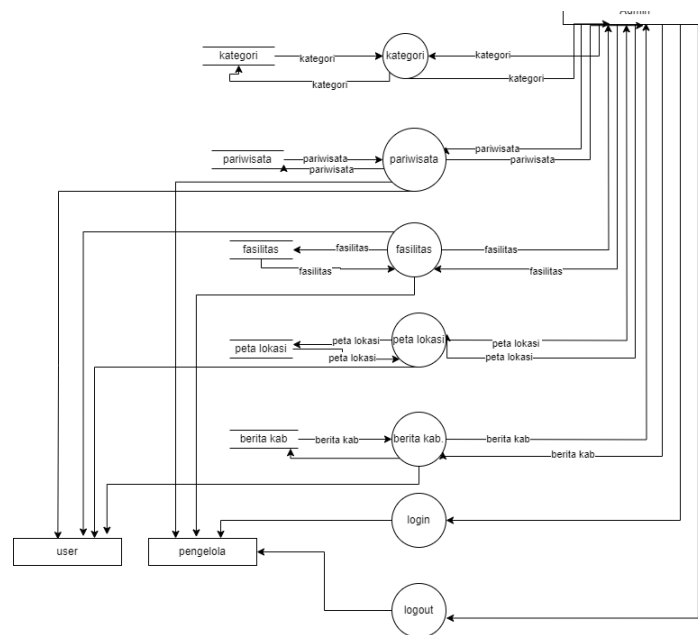 Admin
kategori
kategori
kategori
kategori
kategori
kategori
pariwisata
pariwisata
pariwisata
pariwisata
pariwisata
pariwisata
fasilitas
fasilitas
fasilitas
fasilitas
fasilitas
fasilitas
peta lokasi
peta lokasi
peta lokasi
peta lokasi
peta lokasi
peta lokasi
berita kab
berita kab
berita kab.
berita kab
berita kab
login
user
pengelola
logout